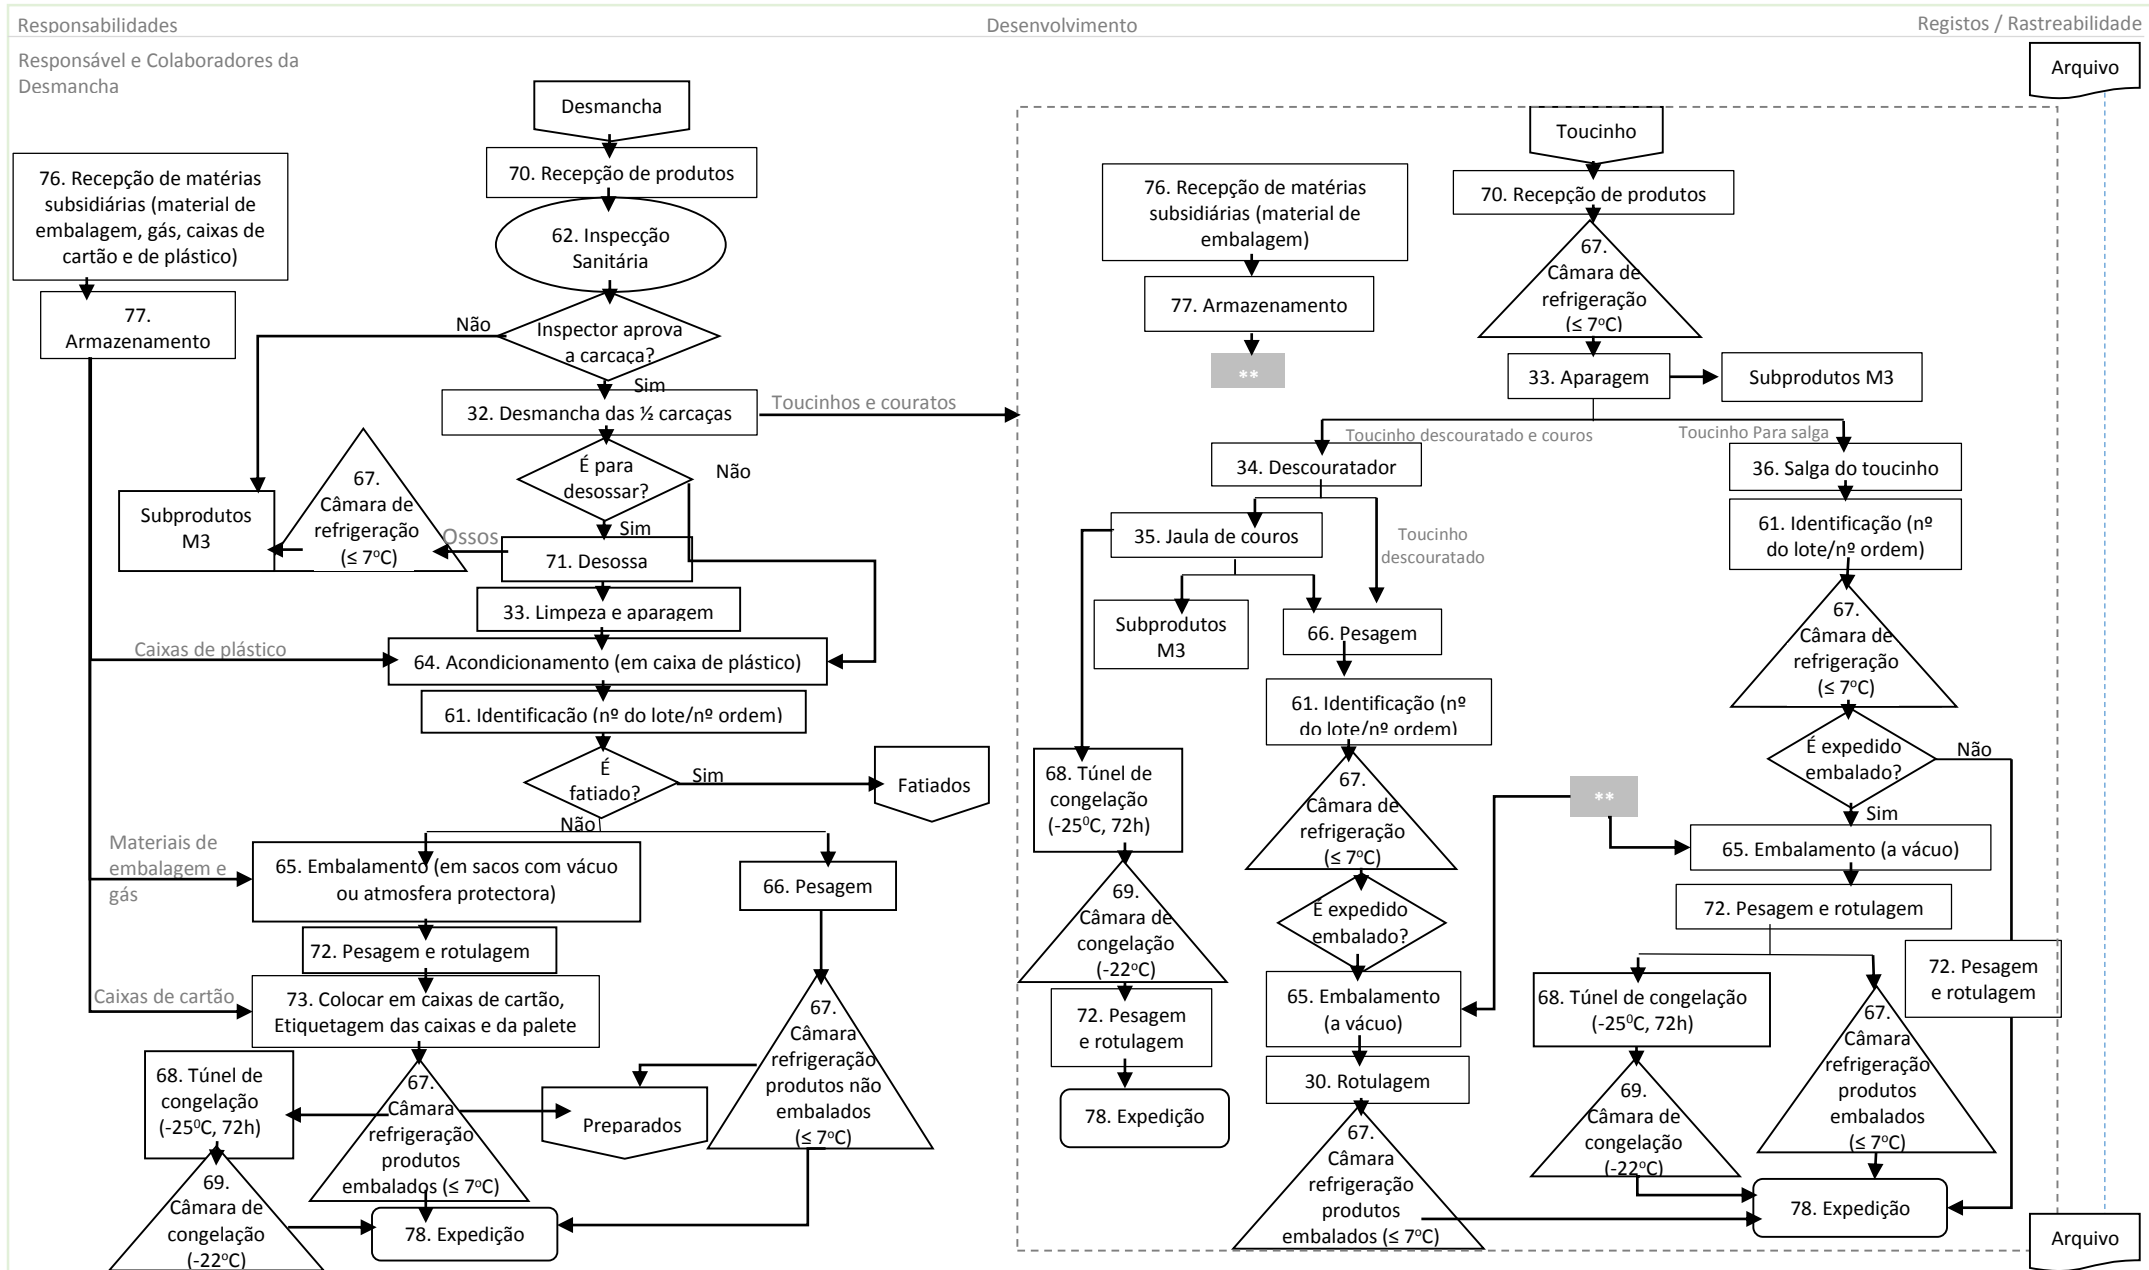 Responsabilidades
Desenvolvimento
Registos / Rastreabilidade
Responsável e Colaboradores da
Desmancha
Arquivo
Desmancha
70. Recepção de produtos
62. Inspecção
Sanitária
Inspector aprova
a carcaça?
Não
Sim
76. Recepção de matérias
subsidiárias (material de
embalagem, gás, caixas de
cartão e de plástico)
77.
Armazenamento
32. Desmancha das ½ carcaças
Toucinhos e couratos
É para
desossar?
Não
Sim
67.
Câmara de
refrigeração
(≤ 7ºC)
Subprodutos
M3
Ossos
71. Desossa
33. Limpeza e aparagem
Caixas de plástico
64. Acondicionamento (em caixa de plástico)
61. Identificação (nº do lote/nº ordem)
É
fatiado?
Sim
Fatiados
Não
Materiais de
embalagem e
gás
65. Embalamento (em sacos com vácuo
ou atmosfera protectora)
66. Pesagem
72. Pesagem e rotulagem
Caixas de cartão
73. Colocar em caixas de cartão,
Etiquetagem das caixas e da palete
67.
Câmara
refrigeração
produtos não
embalados
(≤ 7ºC)
68. Túnel de
congelação
(-25⁰C, 72h)
67.
Câmara
refrigeração
produtos
embalados (≤ 7ºC)
Preparados
69.
Câmara de
congelação
(-22ºC)
78. Expedição
Toucinho
70. Recepção de produtos
76. Recepção de matérias
subsidiárias (material de
embalagem)
77. Armazenamento
**
67.
Câmara de
refrigeração
(≤ 7ºC)
33. Aparagem
Subprodutos M3
Toucinho descouratado e couros
Toucinho Para salga
34. Descouratador
36. Salga do toucinho
35. Jaula de couros
Toucinho
descouratado
61. Identificação (nº
do lote/nº ordem)
Subprodutos
M3
66. Pesagem
67.
Câmara de
refrigeração
(≤ 7ºC)
61. Identificação (nº
do lote/nº ordem)
É expedido
embalado?
Não
Sim
68. Túnel de
congelação
(-25⁰C, 72h)
67.
Câmara de
refrigeração
(≤ 7ºC)
**
65. Embalamento (a vácuo)
69.
Câmara de
congelação
(-22ºC)
É expedido
embalado?
72. Pesagem e rotulagem
72. Pesagem
e rotulagem
65. Embalamento
(a vácuo)
68. Túnel de congelação
(-25⁰C, 72h)
67.
Câmara
refrigeração
produtos
embalados
(≤ 7ºC)
72. Pesagem
e rotulagem
30. Rotulagem
69.
Câmara de
congelação
(-22ºC)
78. Expedição
67.
Câmara
refrigeração
produtos
embalados (≤ 7ºC)
78. Expedição
Arquivo